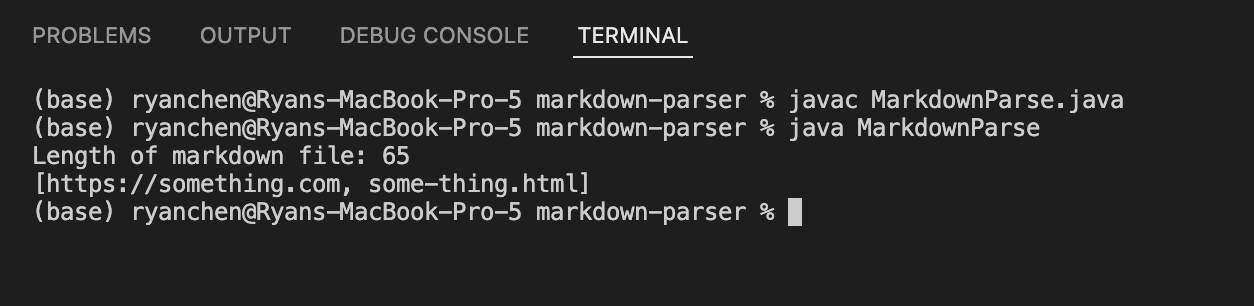 PROBLEMS OUTPUT DEBUG CONSOLE TERMINAL
(base) ryanchen@Ryans-MacBook-Pro-5 markdown-parser % javac MarkdownParse.java
(base) ryanchen@Ryans-MacBook-Pro-5 markdown-parser % java MarkdownParse
Length of markdown file: 65
[https://something.com, some-thing.html]
(base) ryanchen@Ryans-MacBook-Pro-5 markdown-parser %